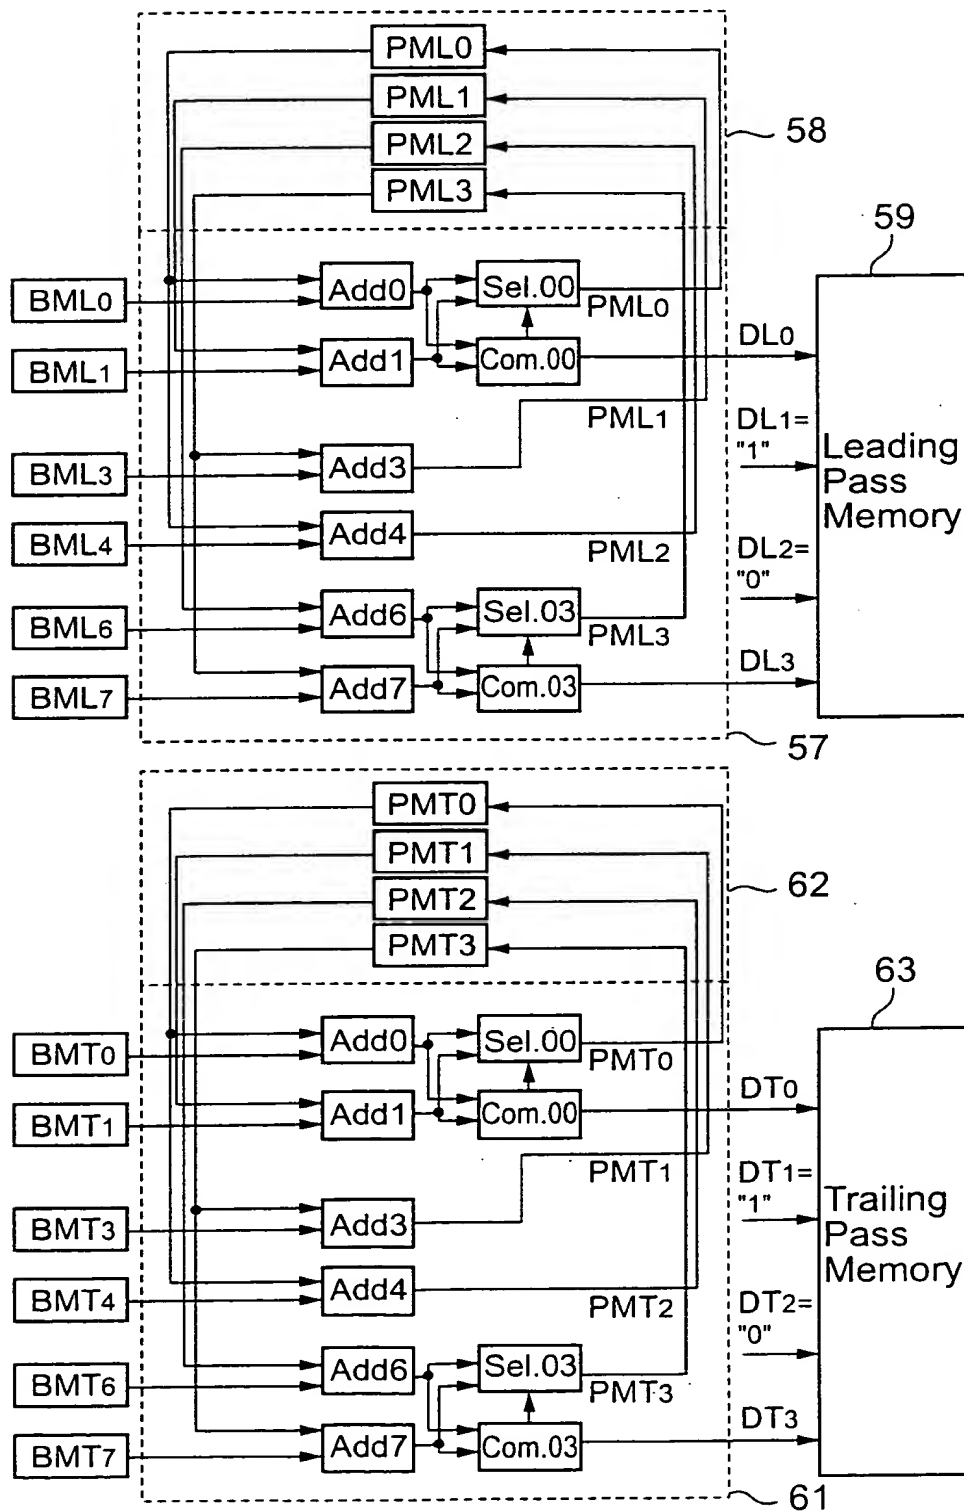 PML0
PML1
PML2
PML3
58
59
BML0
Add0
Sel.00
PML0
BML1
Add1
Com.00
DL0
PML1
DL1=
"1"
BML3
Add3
Leading
Pass
Memory
BML4
Add4
PML2
DL2=
"0"
BML6
Add6
Sel.03
PML3
BML7
Add7
Com.03
DL3
57
PMT0
PMT1
PMT2
PMT3
62
63
BMT0
Add0
Sel.00
PMT0
BMT1
Add1
Com.00
DT0
PMT1
DT1=
"1"
BMT3
Add3
Trailing
Pass
Memory
BMT4
Add4
PMT2
DT2=
"0"
BMT6
Add6
Sel.03
PMT3
BMT7
Add7
Com.03
DT3
61